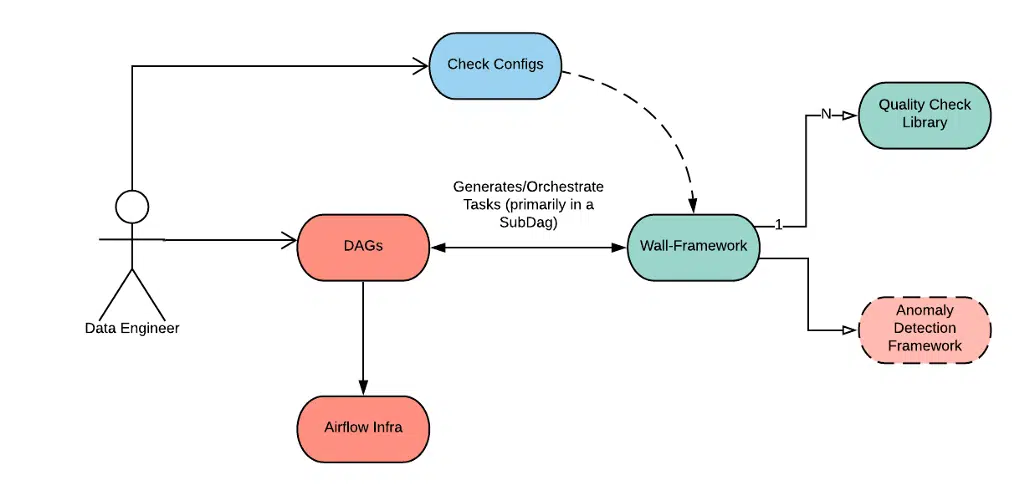 Check Configs
Quality Check
Library
N
Generates/Orchestrate
Tasks (primarily in a
SubDag)
1
DAGs
Wall-Framework
Data Engineer
Anomaly
Detection
Framework
Airflow Infra